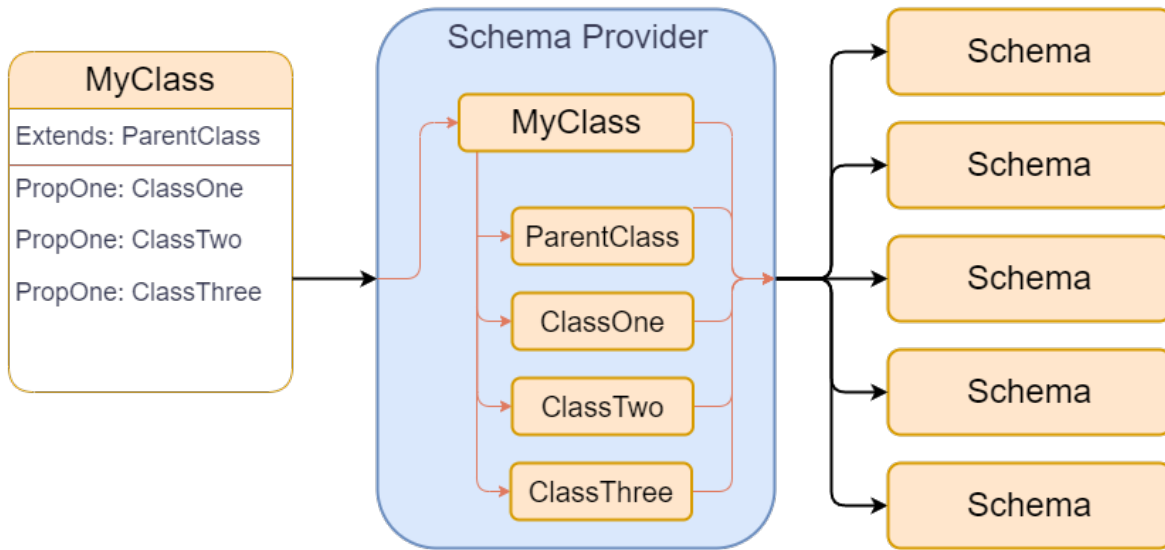 MyClass
Extends: ParentClass
PropOne: ClassOne
PropOne: ClassTwo
PropOne: ClassThree
Schema Provider
MyClass
ParentClass
ClassOne
ClassTwo
ClassThree
Schema
Schema
Schema
Schema
Schema